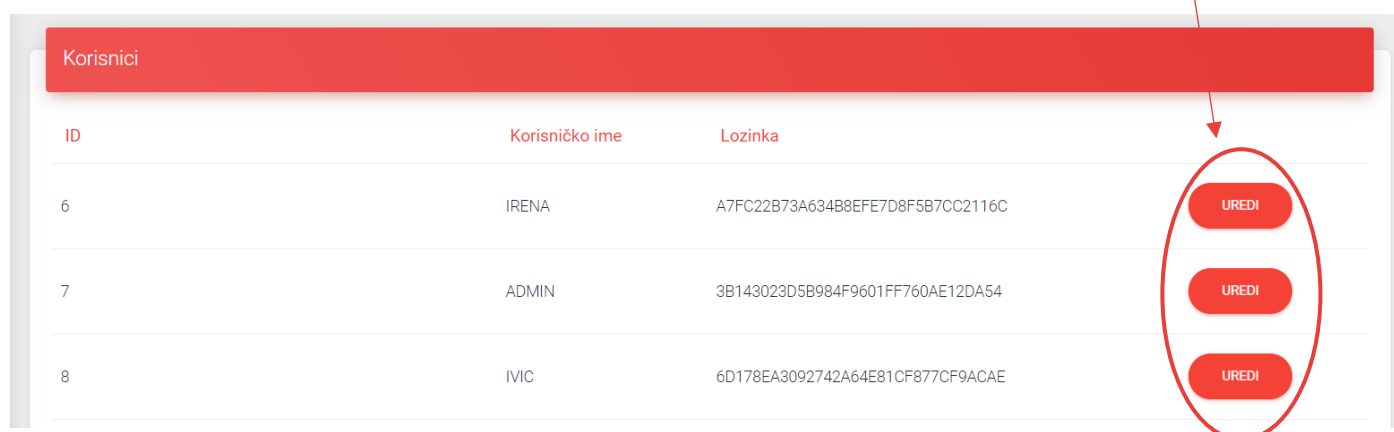 Korisnici
ID Korisničko ime Lozinka
6 IRENA A7FC22B73A634B8EFE7D8F5B7CC2116C UREDI
7 ADMIN 3B143023D5B984F9601FF760AE12DA54 UREDI
8 IVIC 6D178EA3092742A64E81CF877CF9ACAE UREDI